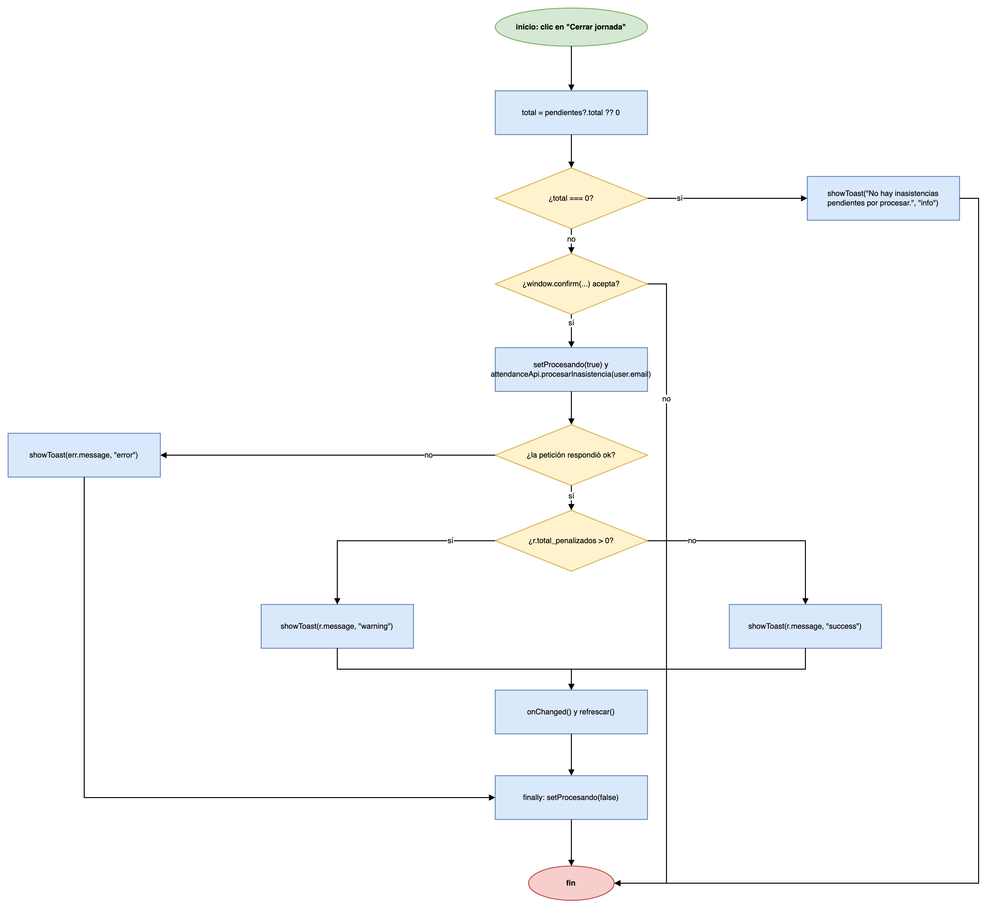 inicio: clic en "Cerrar jornada"
total = pendientes?.total ?? 0
¿total === 0?
sí
showToast("No hay inasistencias
pendientes por procesar.", "info")
no
¿window.confirm(...) acepta?
sí
setProcesando(true) y
attendanceApi.procesarInasistencia(user.email)
no
showToast(err.message, "error")
no
¿la petición respondió ok?
sí
sí
¿r.total_penalizados > 0?
no
showToast(r.message, "warning")
showToast(r.message, "success")
onChanged() y refrescar()
finally: setProcesando(false)
fin